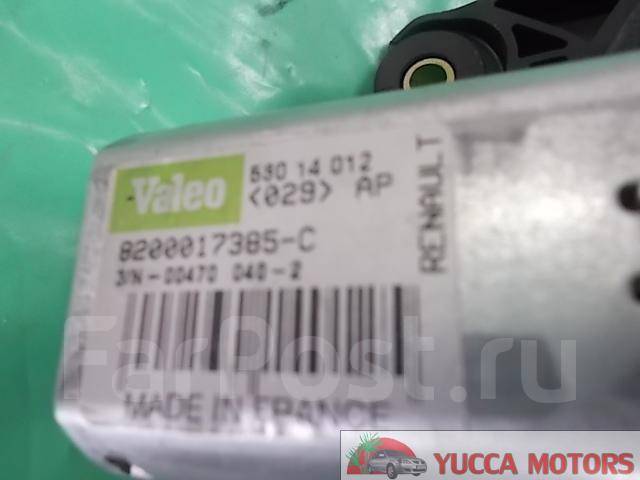 Valeo
530 14 012
<029> AP
8200017385-C
S/N-00470 040-2
MADE IN FRANCE
RENAULT
FarPost.ru
YUCCA MOTORS